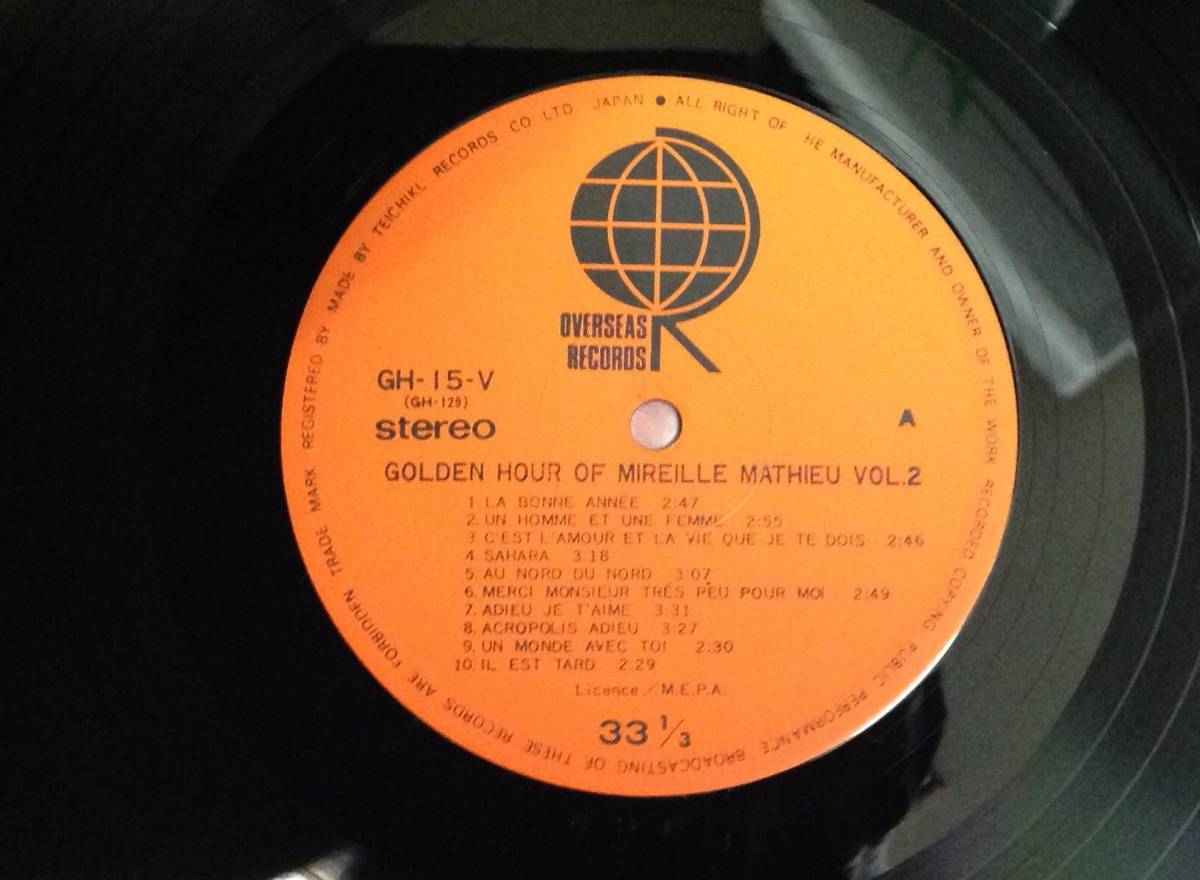 TRADE MARK REGISTERED BY MADE BY TEICHIKU RECORDS CO LTD JAPAN ● ALL RIGHT OF HE MANUFACTURER AND OWNER OF THE WORK RECORDED. COPYING PUBLIC PERFORMANCE BROADCASTING OF THESE RECORDS ARE FORBIDDEN
OVERSEAS
RECORDS
GH-15-V
(GH-129)
stereo
A
GOLDEN HOUR OF MIREILLE MATHIEU VOL.2
1 LA BONNE ANNÉE 2:47
2. UN HOMME ET UNE FEMME 2:55
3 C'EST L'AMOUR ET LA VIE QUE JE TE DOIS 2:46
4. SAHARA 3 18
5. AU NORD DU NORD 3:07
6. MERCI MONSIEUR TRÉS PEU POUR MOI 2:49
7. ADIEU JE T'AIME 3:31
8. ACROPOLIS ADIEU 3:27
9. UN MONDE AVEC TOI 2:30
10. IL EST TARD 2:29
Licence / M.E.P.A.
33 1/3